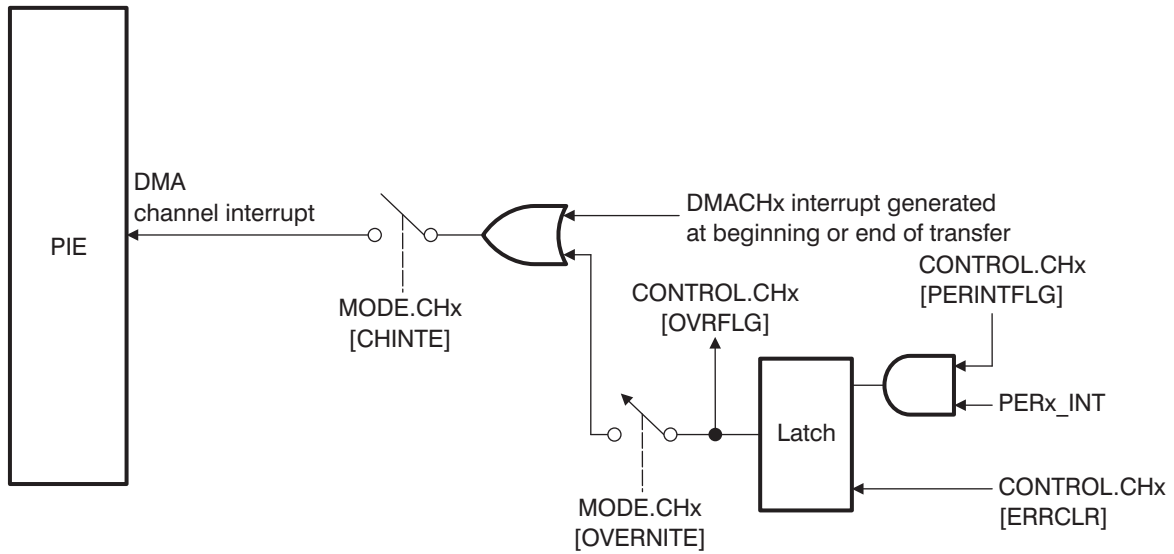 PIE
DMA
channel interrupt
MODE.CHx
[CHINTE]
DMACHx interrupt generated
at beginning or end of transfer
CONTROL.CHx
[OVRFLG]
CONTROL.CHx
[PERINTFLG]
PERx_INT
Latch
CONTROL.CHx
[ERRCLR]
MODE.CHx
[OVERNITE]